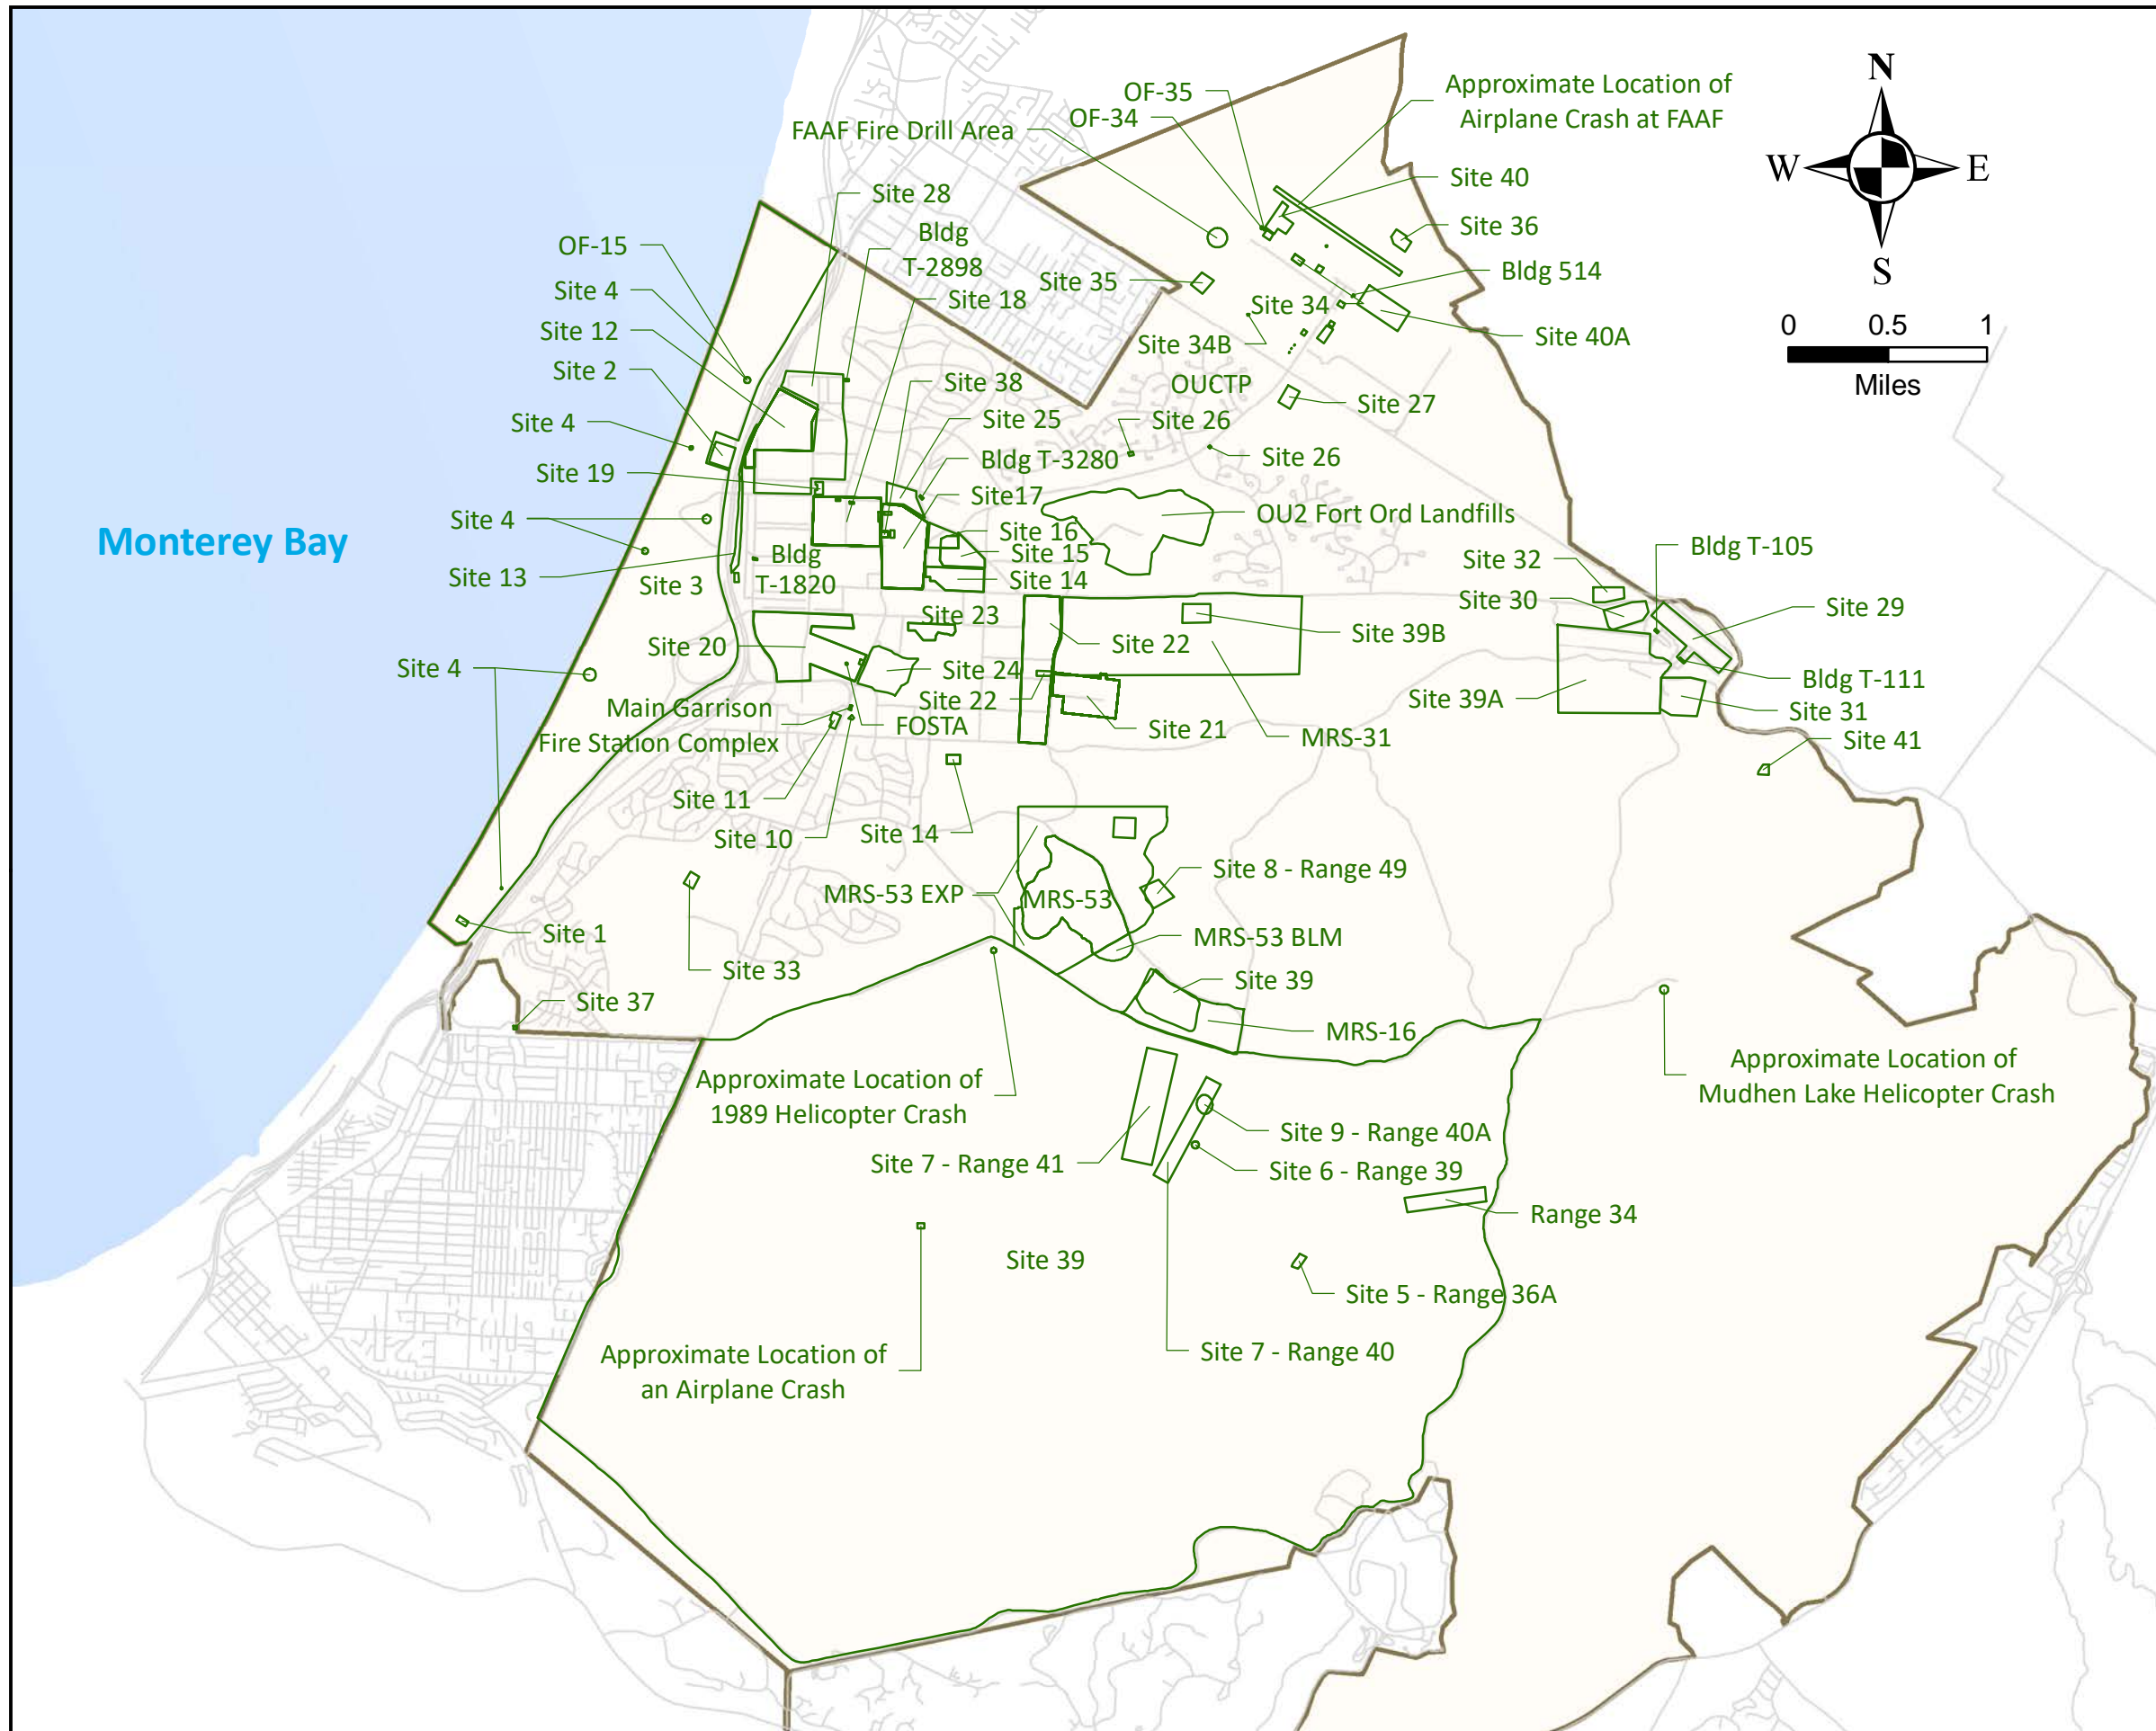 N
W
E
S
0
0.5
1
Miles
Approximate Location of
Airplane Crash at FAAF
OF-35
OF-34
FAAF Fire Drill Area
Site 40
Site 36
Bldg 514
Site 40A
Site 35
Site 34
Site 34B
OUCTP
Site 27
Site 28
Bldg
T-2898
Site 18
OF-15
Site 4
Site 12
Site 2
Site 4
Site 19
Site 4
Site 13
Site 3
Bldg
T-1820
Site 38
Site 25
Bldg T-3280
Site17
Site 16
Site 15
Site 14
Site 26
Site 26
OU2 Fort Ord Landfills
Monterey Bay
Site 32
Bldg T-105
Site 30
Site 29
Bldg T-111
Site 39A
Site 31
Site 41
Site 23
Site 22
Site 39B
Site 20
Site 24
Site 22
Site 4
Main Garrison
Fire Station Complex
FOSTA
Site 21
MRS-31
Site 11
Site 10
Site 14
MRS-53 EXP
MRS-53
Site 8 - Range 49
MRS-53 BLM
Site 1
Site 33
Site 37
Site 39
MRS-16
Approximate Location of
1989 Helicopter Crash
Approximate Location of
Mudhen Lake Helicopter Crash
Site 9 - Range 40A
Site 7 - Range 41
Site 6 - Range 39
Range 34
Site 39
Site 5 - Range 36A
Site 7 - Range 40
Approximate Location of
an Airplane Crash